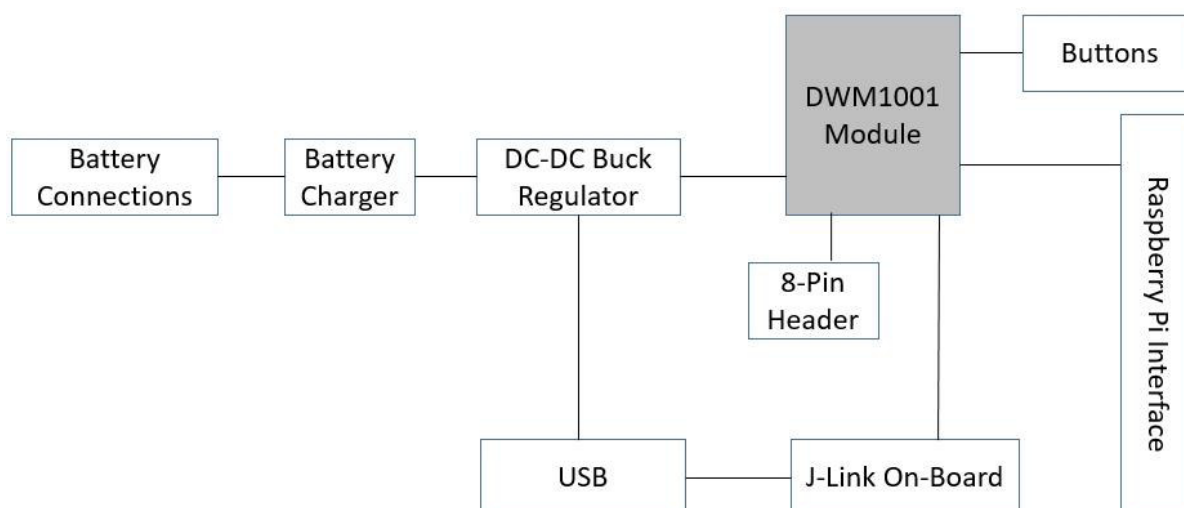 Buttons
DWM1001
Module
Battery
Connections
Battery
Charger
DC-DC Buck
Regulator
8-Pin
Header
Raspberry Pi Interface
USB
J-Link On-Board